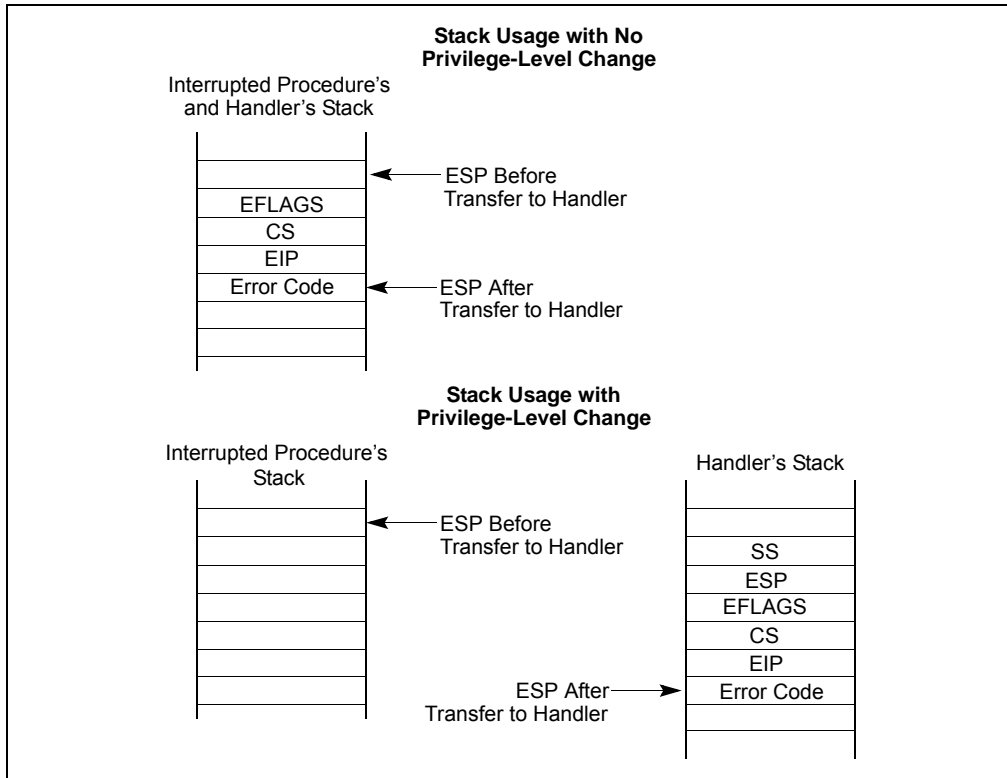 Stack Usage with No
Privilege-Level Change
Interrupted Procedure’s
and Handler’s Stack
ESP Before
Transfer to Handler
EFLAGS
CS
EIP
Error Code
ESP After
Transfer to Handler
Stack Usage with
Privilege-Level Change
Interrupted Procedure’s
Stack
Handler’s Stack
ESP Before
Transfer to Handler
SS
ESP
EFLAGS
CS
EIP
ESP After
Transfer to Handler
Error Code